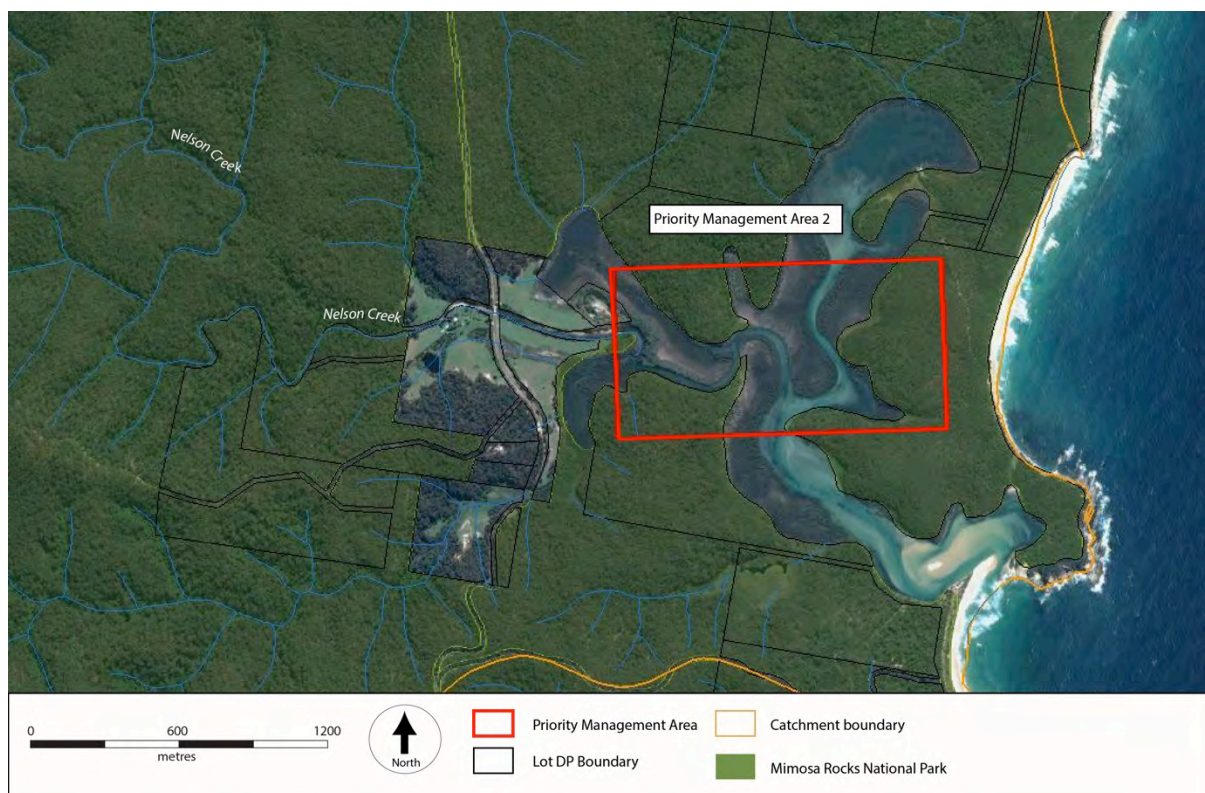 Nelson Creek
Priority Management Area 2
Nelson Creek
0 600 1200
metres
North
Priority Management Area
Lot DP Boundary
Catchment boundary
Mimosa Rocks National Park